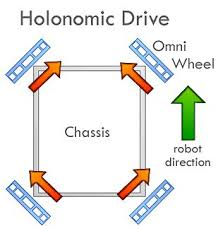 Holonomic Drive
Omni
Wheel
Chassis
robot
direction